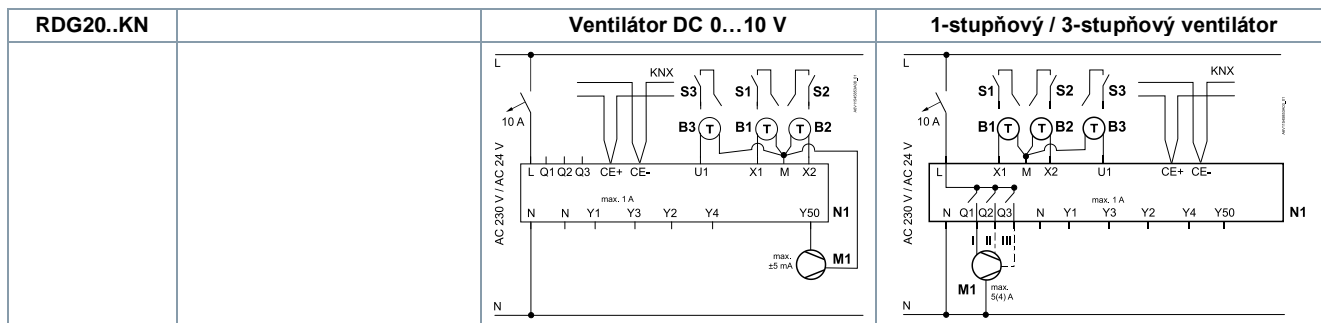 RDG20..KN
Ventilátor DC 0…10 V
1-stupňový / 3-stupňový ventilátor
L
KNX
S3 S1 S2
10 A
B3 T B1 T T B2
AC 230 V / AC 24 V
L Q1 Q2 Q3 CE+ CE- U1 X1 M X2
max. 1 A
N N Y1 Y3 Y2 Y4 Y50
N1
max.
±5 mA
M1
N
L
KNX
S1 S2 S3
10 A
B1 T T B2 T B3
AC 230 V / AC 24 V
L X1 M X2 U1 CE+ CE-
max. 1 A
N Q1 Q2 Q3 N Y1 Y3 Y2 Y4 Y50
N1
I II III
M1
max.
5(4) A
N